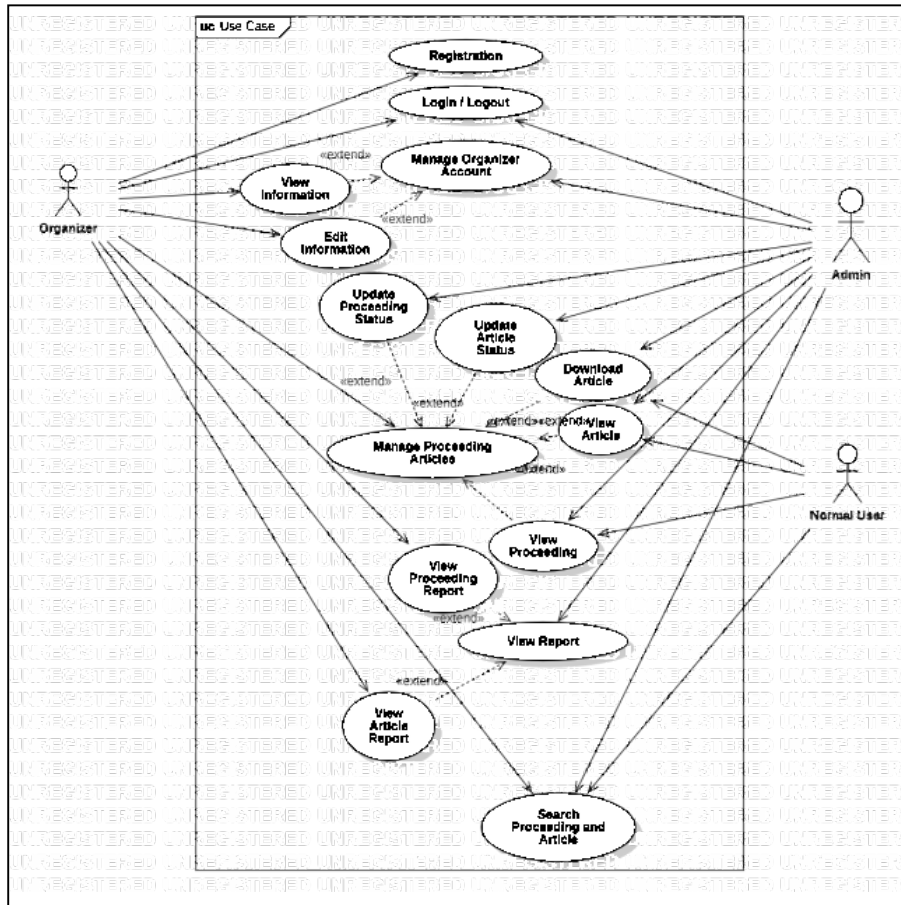 uc Use Case
Registration
Login / Logout
«extend»
Manage Organizer
Account
View
Information
«extend»
Organizer
Edit
Information
Admin
Update
Proceeding
Status
Update
Article
Status
Download
Article
«extend»
«extend»
«extend»
«extend»
View
Article
Manage Proceeding
Articles
«extend»
Normal User
View
Proceeding
View
Proceeding
Report
«extend»
View Report
«extend»
View
Article
Report
Search
Proceeding and
Article